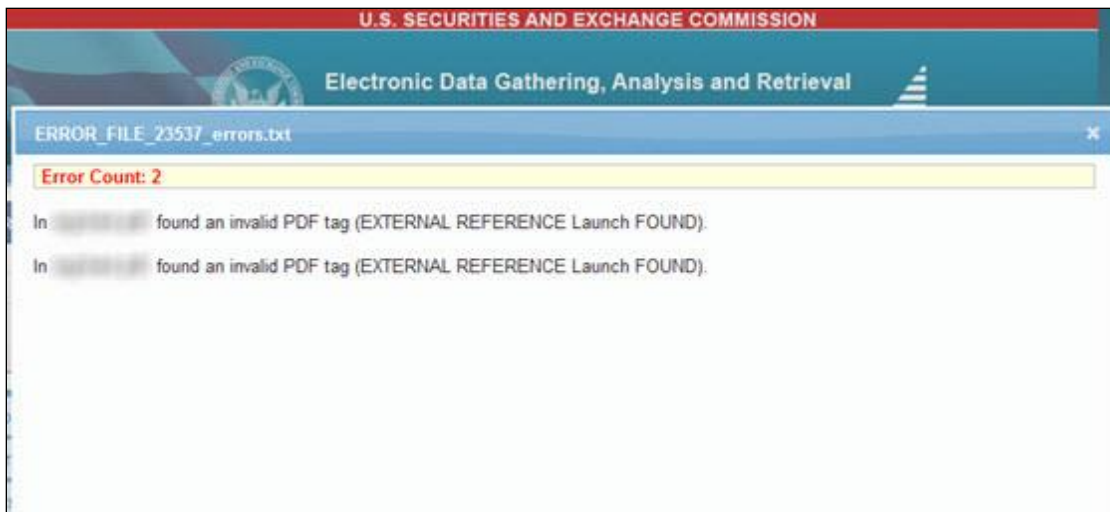 U.S. SECURITIES AND EXCHANGE COMMISSION
Electronic Data Gathering, Analysis and Retrieval
ERROR_FILE_23537_errors.txt
Error Count: 2
In found an invalid PDF tag (EXTERNAL REFERENCE Launch FOUND).
In found an invalid PDF tag (EXTERNAL REFERENCE Launch FOUND).